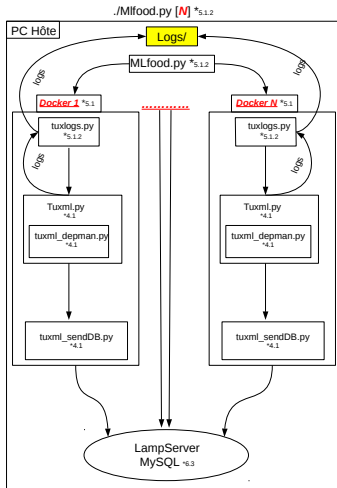 ./Mlfood.py [N] *5.1.2
PC Hôte
Logs/
MLfood.py *5.1.2
logs
logs
Docker 1 *5.1
............
Docker N *5.1
tuxlogs.py
*5.1.2
tuxlogs.py
*5.1.2
logs
logs
Tuxml.py
*4.1
tuxml_depman.py
*4.1
Tuxml.py
*4.1
tuxml_depman.py
*4.1
tuxml_sendDB.py
*4.1
tuxml_sendDB.py
*4.1
LampServer
MySQL *6.3